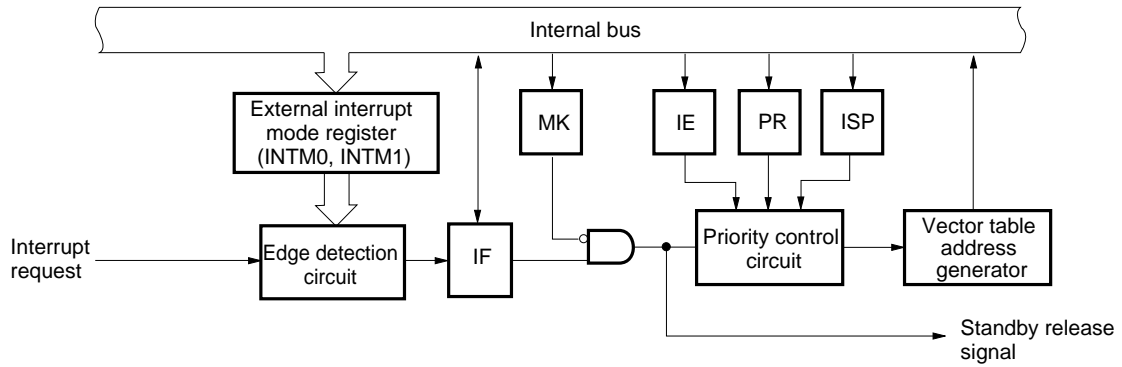 Internal bus
External interrupt
mode register
(INTM0, INTM1)
MK
IE
PR
ISP
Interrupt
request
Edge detection
circuit
IF
Priority control
circuit
Vector table
address
generator
Standby release
signal